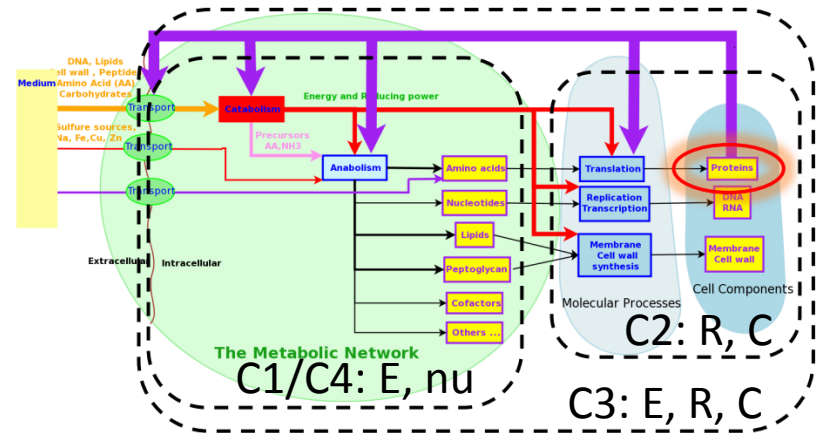 DNA, Lipids
Cell wall , Peptide
Amino Acid (AA)
Carbohydrates
Medium
Transport
Catabolism
Energy and Reducing power
Sulfure sources,
Na, Fe,Cu, Zn
Precursors
AA,NH3
Transport
Anabolism
Amino acids
Translation
Proteins
Transport
Nucleotides
Replication
Transcription
DNA
RNA
Lipids
Membrane
Cell wall
synthesis
Membrane
Cell wall
Extracellular
Intracellular
Peptoglycan
Cofactors
Others ...
Molecular Processes
Cell Components
The Metabolic Network
C2: R, C
C1/C4: E, nu
C3: E, R, C